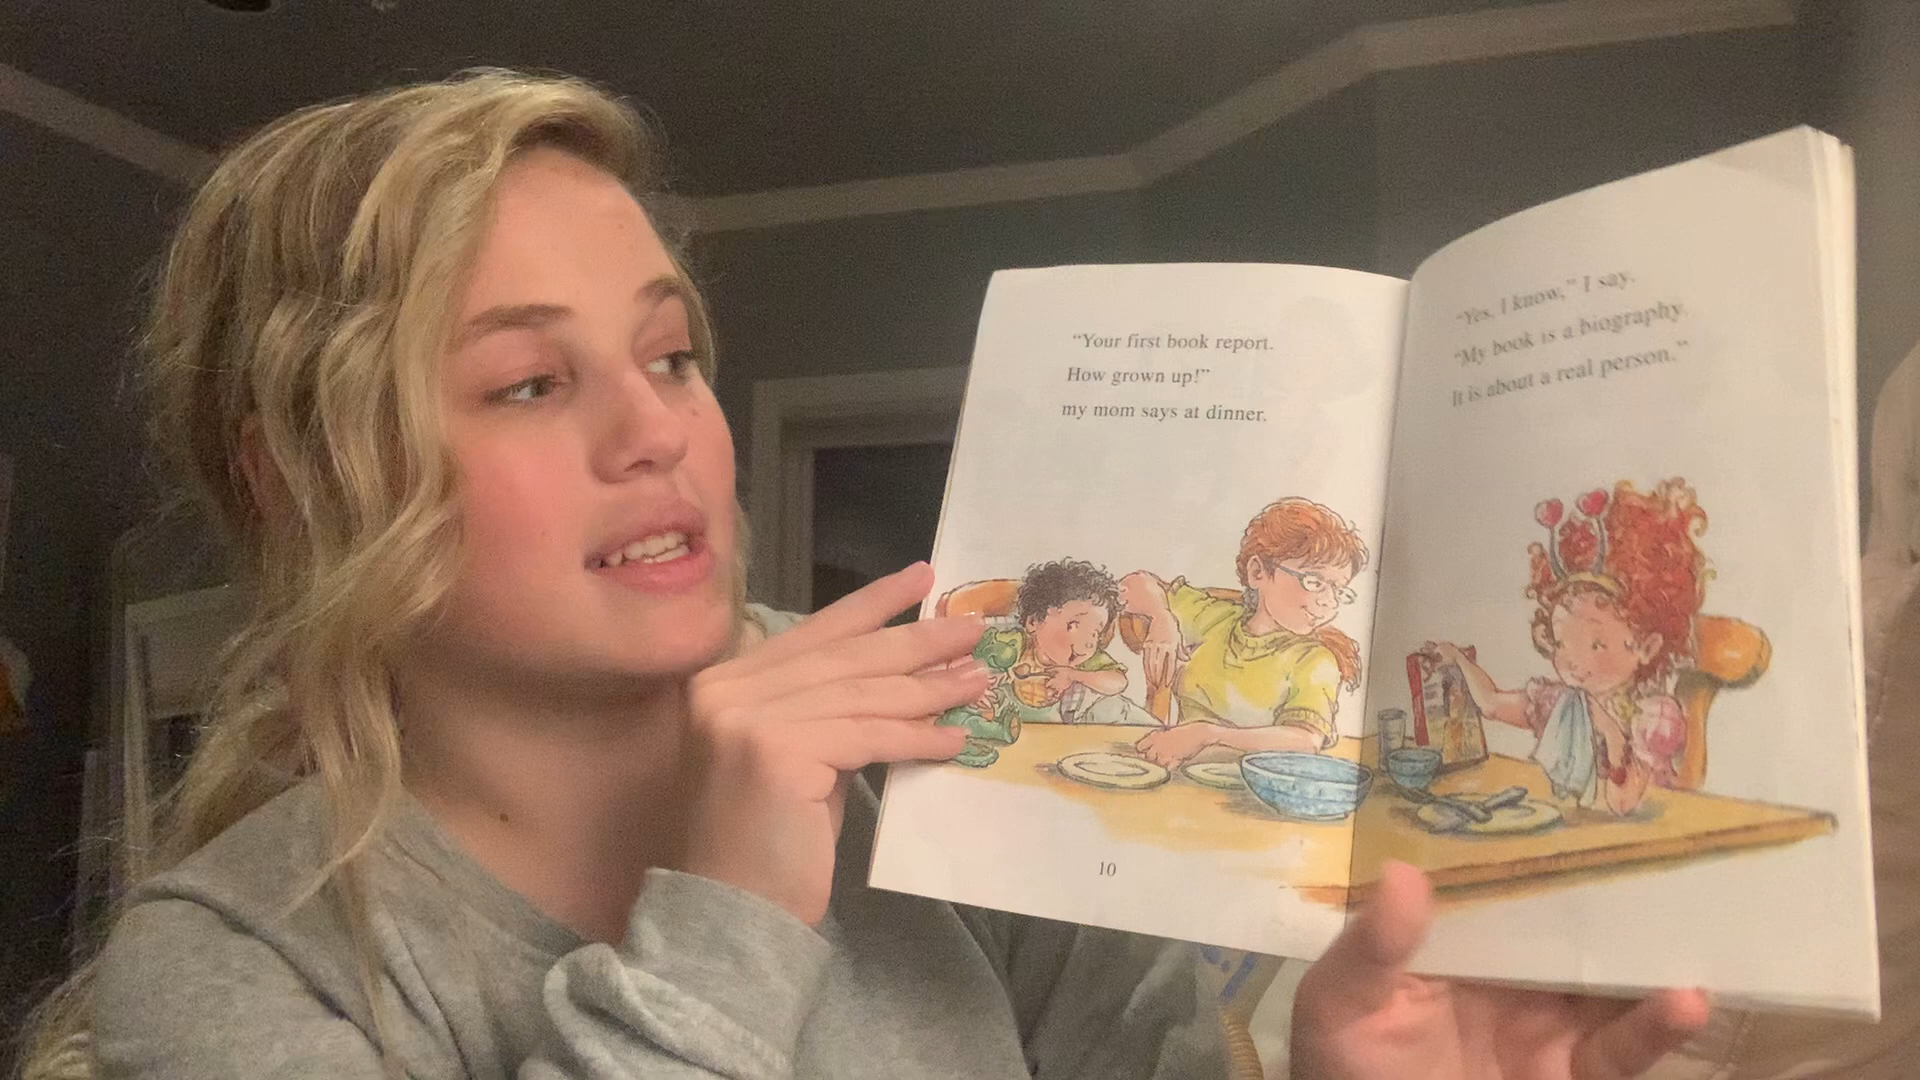 "Your first book report.
How grown up!"
my mom says at dinner.
10
"Yes, I know," I say.
"My book is a biography.
It is about a real person."